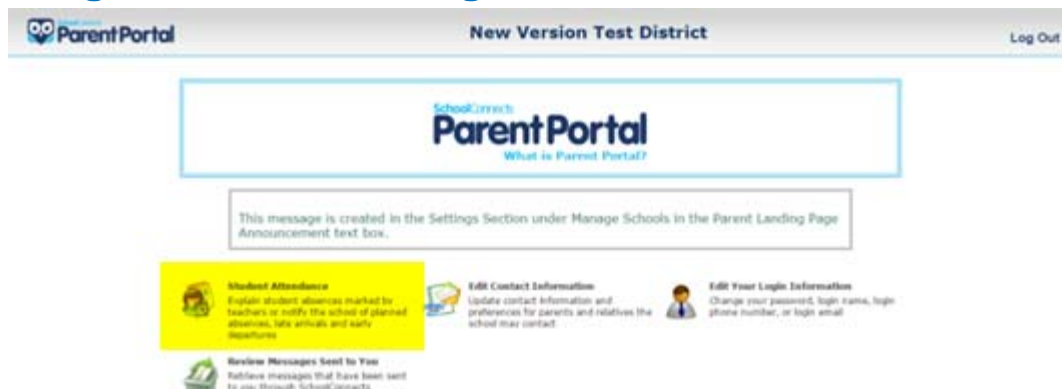 ParentPortal
New Version Test District
Log Out
SchoolConnects
ParentPortal
What is Parent Portal?
This message is created in the Settings Section under Manage Schools in the Parent Landing Page
Announcement text box.
Student Attendance
Explain student absences marked by
teachers or notify the school of planned
absences, late arrivals and early
departures
Edit Contact Information
Update contact information and
preferences for parents and relatives the
school may contact
Edit Your Login Information
Change your password, login name, login
phone number, or login email
Review Messages Sent to You
Retrieve messages that have been sent
to you through SchoolConnects